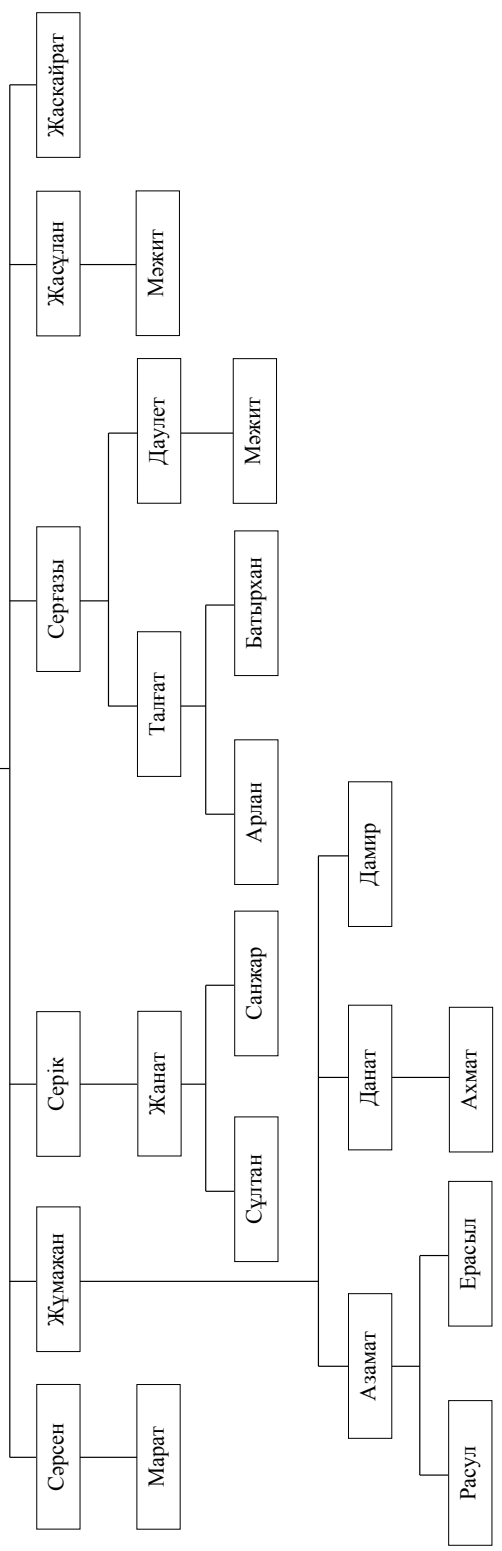 Сәрсен
Жұмажан
Серік
Серғазы
Жасұлан
Жаскайрат
Марат
Жанат
Талғат
Даулет
Мәжит
Сұлтан
Санжар
Арлан
Батырхан
Мәжит
Азамат
Данат
Дамир
Расул
Ерасыл
Ахмат